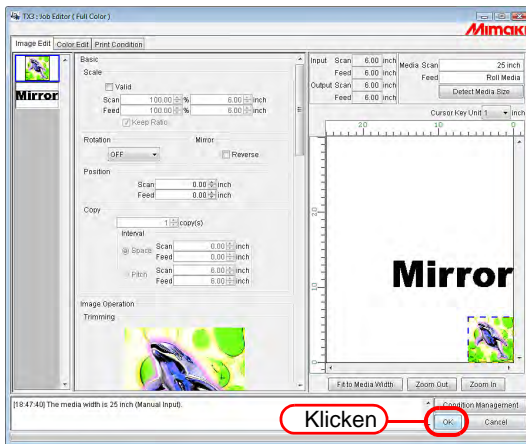 TX3 : Job Editor ( Full Color )
Mimaki
Image Edit Color Edit Print Condition
Mirror
Basic
Scale
Valid
Scan 100.00 % 6.00 inch
Feed 100.00 % 6.00 inch
Keep Ratio
Rotation Mirror
OFF Reverse
Position
Scan 0.00 inch
Feed 0.00 inch
Copy
1 copy(s)
Interval
Space Scan 0.00 inch
Feed 0.00 inch
Pitch Scan 6.00 inch
Feed 6.00 inch
Image Operation
Trimming
Input Scan 6.00 inch
Feed 6.00 inch
Output Scan 6.00 inch
Feed 6.00 inch
Media Scan 25 inch
Feed Roll Media
Detect Media Size
Cursor Key Unit 1 inch
20 10 0
20
10
0
Mirror
Fit to Media Width Zoom Out Zoom In
[18:47:40] The media width is 25 inch (Manual Input).
Condition Management
Klicken
OK Cancel